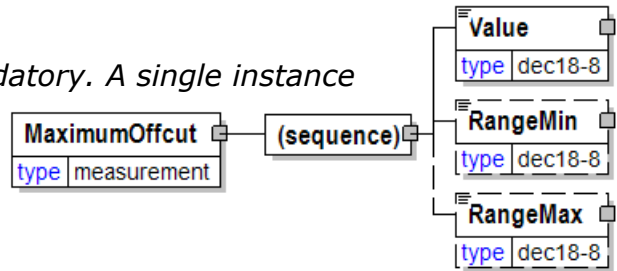 Value
type dec18-8
datory. A single instance
MaximumOffcut
type measurement
(sequence)
RangeMin
type dec18-8
RangeMax
type dec18-8